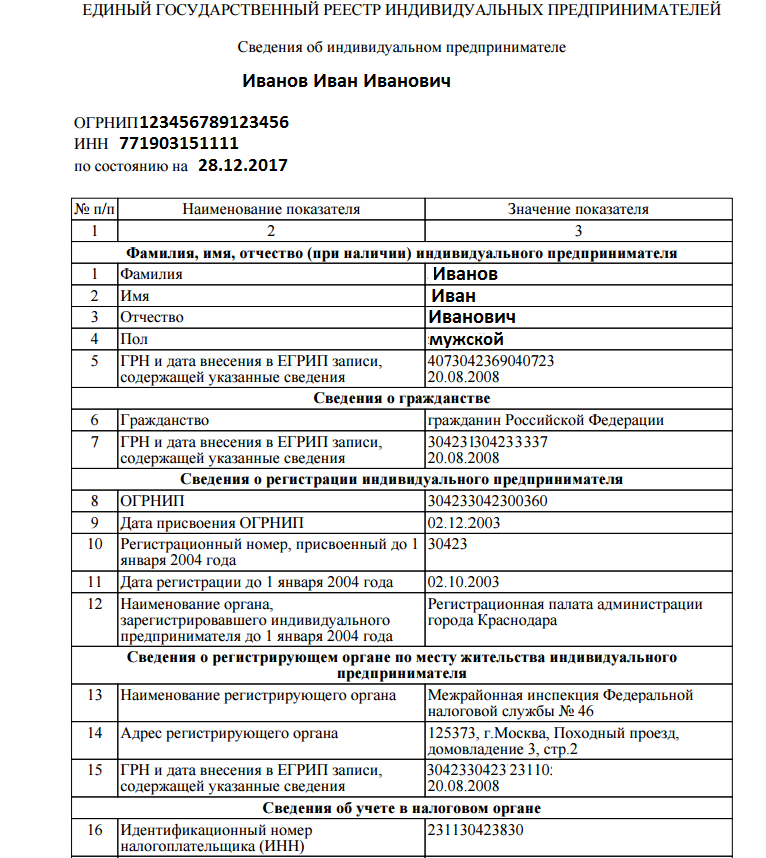 ЕДИНЫЙ ГОСУДАРСТВЕННЫЙ РЕЕСТР ИНДИВИДУАЛЬНЫХ ПРЕДПРИНИМАТЕЛЕЙ
Сведения об индивидуальном предпринимателе
Иванов Иван Иванович
ОГРНИП 123456789123456
ИНН 771903151111
по состоянию на 28.12.2017
№ п/п Наименование показателя Значение показателя
1 2 3
Фамилия, имя, отчество (при наличии) индивидуального предпринимателя
1 Фамилия Иванов
2 Имя Иван
3 Отчество Иванович
4 Пол мужской
5 ГРН и дата внесения в ЕГРИП записи, 4073042369040723
содержащей указанные сведения 20.08.2008
Сведения о гражданстве
6 Гражданство гражданин Российской Федерации
7 ГРН и дата внесения в ЕГРИП записи, 304231304233337
содержащей указанные сведения 20.08.2008
Сведения о регистрации индивидуального предпринимателя
8 ОГРНИП 304233042300360
9 Дата присвоения ОГРНИП 02.12.2003
10 Регистрационный номер, присвоенный до 1 30423
января 2004 года
11 Дата регистрации до 1 января 2004 года 02.10.2003
12 Наименование органа, Регистрационная палата администрации
зарегистрировавшего индивидуального города Краснодара
предпринимателя до 1 января 2004 года
Сведения о регистрирующем органе по месту жительства индивидуального
предпринимателя
13 Наименование регистрирующего органа Межрайонная инспекция Федеральной
налоговой службы № 46
14 Адрес регистрирующего органа 125373, г.Москва, Походный проезд,
домовладение 3, стр.2
15 ГРН и дата внесения в ЕГРИП записи, 3042330423 23110:
содержащей указанные сведения 20.08.2008
Сведения об учете в налоговом органе
16 Идентификационный номер 231130423830
налогоплательщика (ИНН)